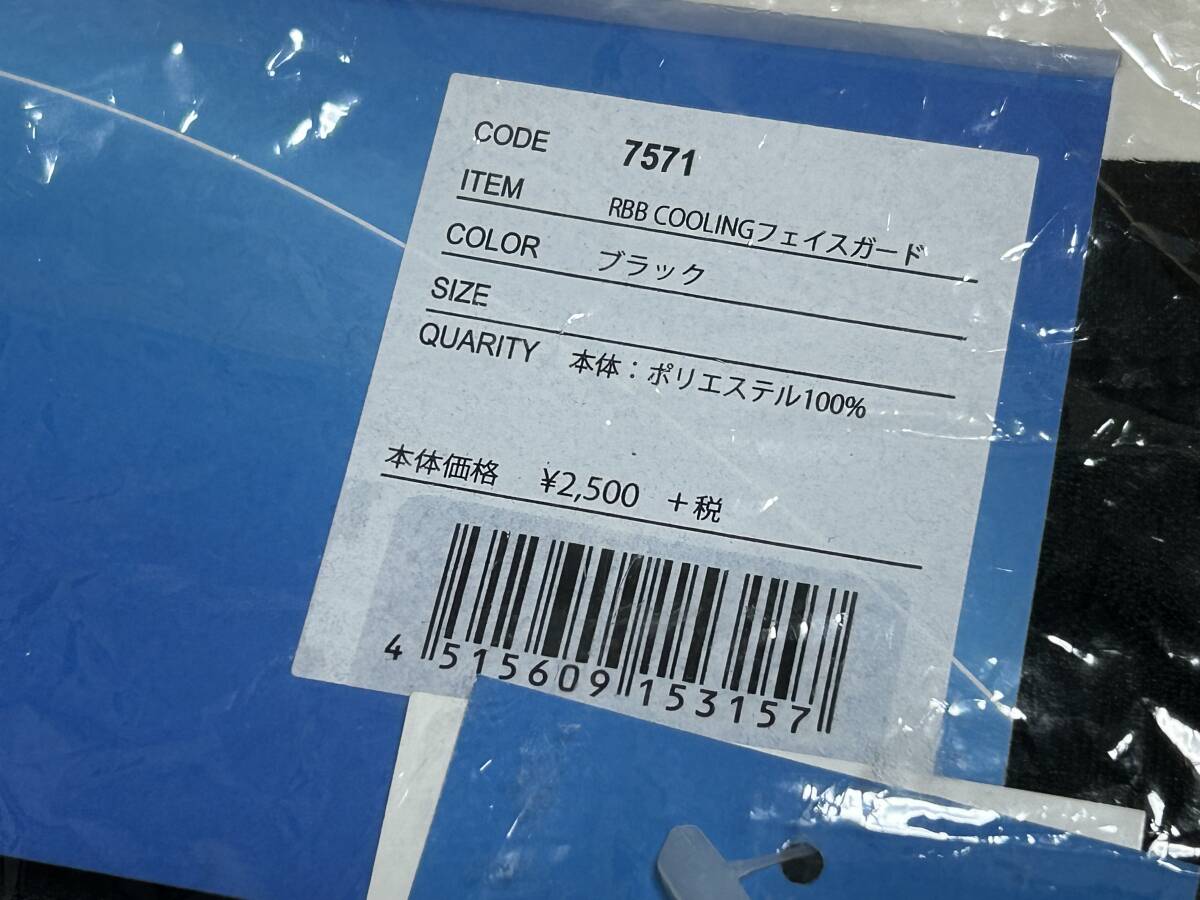 CODE 7571
ITEM RBB COOLINGフェイスガード
COLOR ブラック
SIZE
QUARITY 本体：ポリエステル100%
本体価格 ¥2,500 +税
4 515609 153157